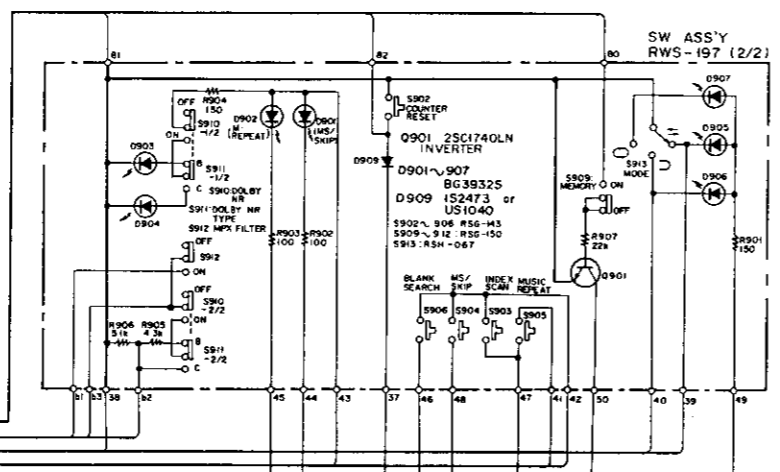 SW ASS'Y
RWS-197 (2/2)
81
82
80
OFF
R904
150
S910
-1/2
ON
D902
M-
(REPEAT)
D901
(MS/
SKIP)
S902
COUNTER
RESET
D907
D905
D906
Q901 2SC1740LN
INVERTER
D903
B
S911
-1/2
C
D904
S910:DOLBY
NR
S911:DOLBY NR
TYPE
S912 MPX FILTER
D909
D901~907
BG3932S
D909 1S2473 or
US1040
S902~906 RSG-143
S909~912 :RSG-150
S913:RSH-067
S909:
MEMORY
ON
OFF
S913
MODE
R907
22k
Q901
R901
150
OFF
S912
ON
R903
100
R902
100
OFF
S910
-2/2
ON
R906
51k
R905
4.3k
B
S911
-2/2
C
BLANK
SEARCH
MS/
SKIP
INDEX
SCAN
MUSIC
REPEAT
S906
S904
S903
S905
b1
b3
38
b2
45
44
43
37
46
48
47
41
42
50
40
39
49